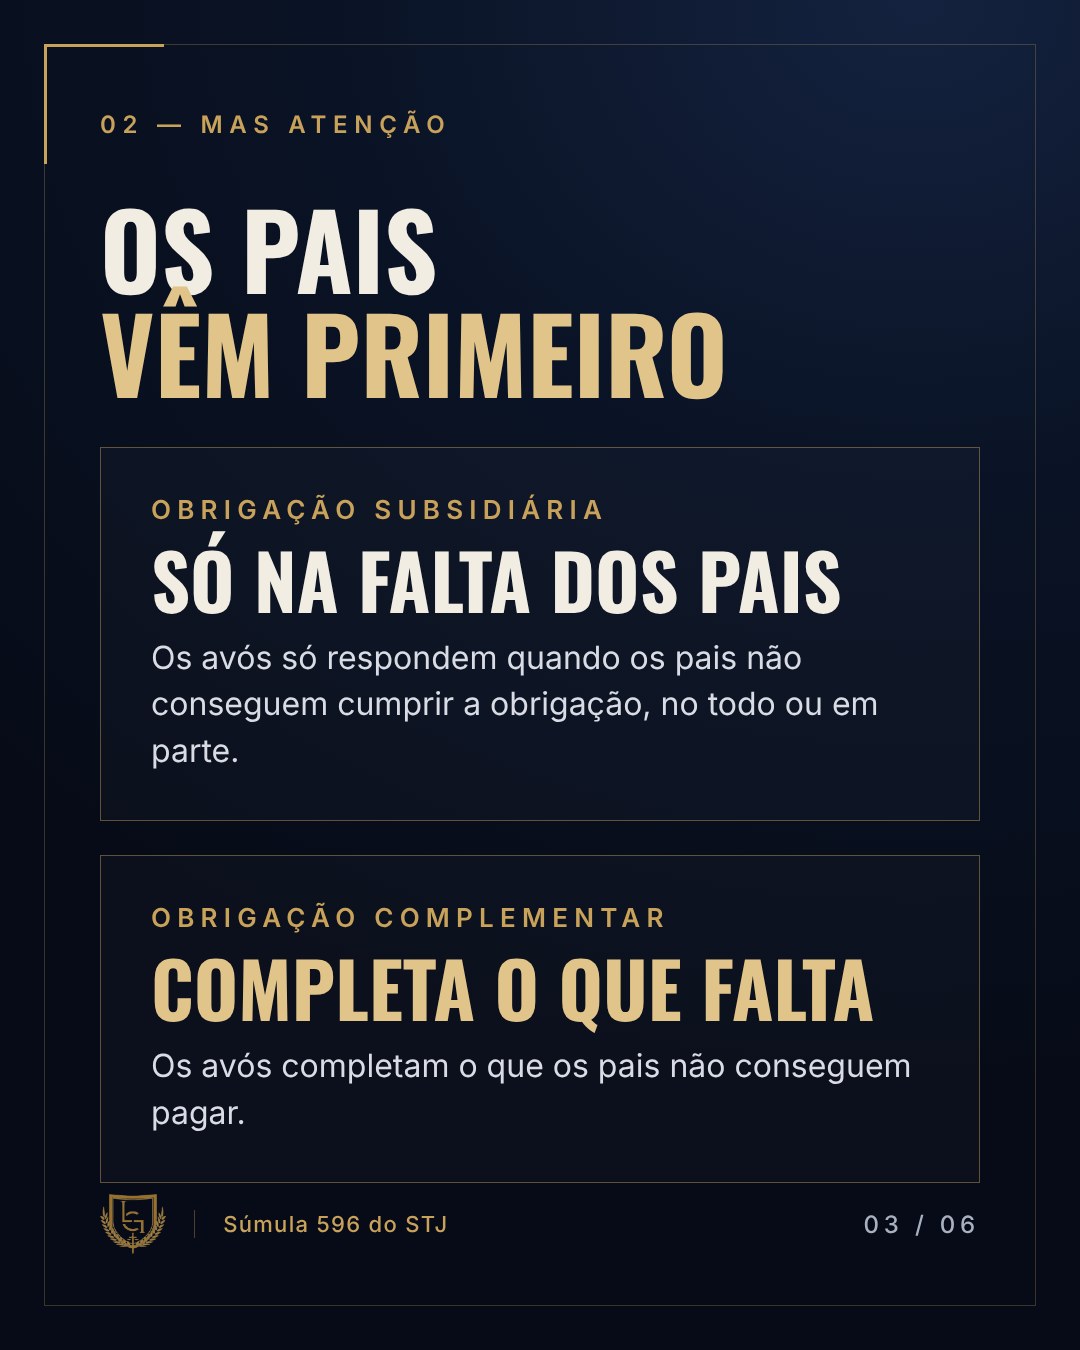 02 — MAS ATENÇÃO
OS PAIS
VÊM PRIMEIRO
OBRIGAÇÃO SUBSIDIÁRIA
SÓ NA FALTA DOS PAIS
Os avós só respondem quando os pais não
conseguem cumprir a obrigação, no todo ou em
parte.
OBRIGAÇÃO COMPLEMENTAR
COMPLETA O QUE FALTA
Os avós completam o que os pais não conseguem
pagar.
LG
Súmula 596 do STJ
03 / 06